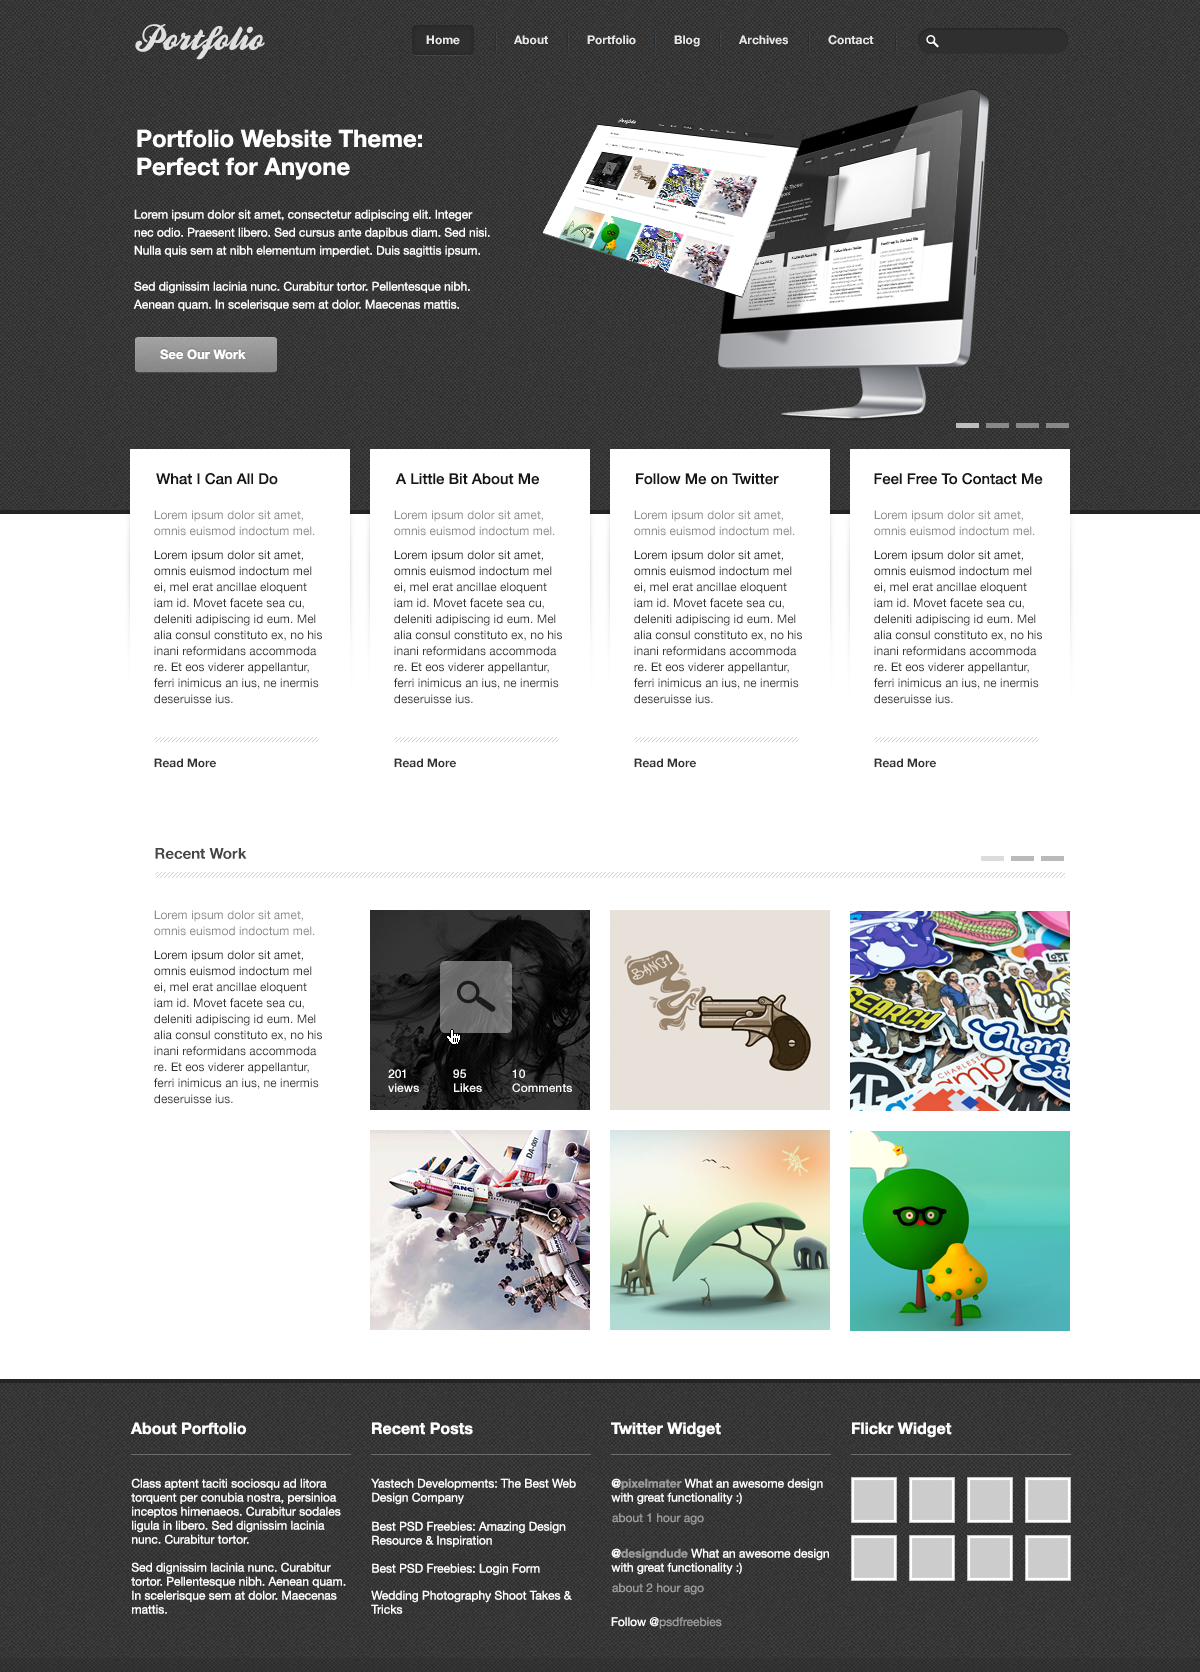 Portfolio
Home About Portfolio Blog Archives Contact
Portfolio Website Theme:
Perfect for Anyone
Lorem ipsum dolor sit amet, consectetur adipiscing elit. Integer
nec odio. Praesent libero. Sed cursus ante dapibus diam. Sed nisi.
Nulla quis sem at nibh elementum imperdiet. Duis sagittis ipsum.
Sed dignissim lacinia nunc. Curabitur tortor. Pellentesque nibh.
Aenean quam. In scelerisque sem at dolor. Maecenas mattis.
See Our Work
What I Can All Do
Lorem ipsum dolor sit amet,
omnis euismod indoctum mel.
Lorem ipsum dolor sit amet,
omnis euismod indoctum mel
ei, mel erat ancillae eloquent
iam id. Movet facete sea cu,
deleniti adipiscing id eum. Mel
alia consul constituto ex, no his
inani reformidans accommoda
re. Et eos viderer appellantur,
ferri inimicus an ius, ne inermis
deseruisse ius.
Read More
A Little Bit About Me
Lorem ipsum dolor sit amet,
omnis euismod indoctum mel.
Lorem ipsum dolor sit amet,
omnis euismod indoctum mel
ei, mel erat ancillae eloquent
iam id. Movet facete sea cu,
deleniti adipiscing id eum. Mel
alia consul constituto ex, no his
inani reformidans accommoda
re. Et eos viderer appellantur,
ferri inimicus an ius, ne inermis
deseruisse ius.
Read More
Follow Me on Twitter
Lorem ipsum dolor sit amet,
omnis euismod indoctum mel.
Lorem ipsum dolor sit amet,
omnis euismod indoctum mel
ei, mel erat ancillae eloquent
iam id. Movet facete sea cu,
deleniti adipiscing id eum. Mel
alia consul constituto ex, no his
inani reformidans accommoda
re. Et eos viderer appellantur,
ferri inimicus an ius, ne inermis
deseruisse ius.
Read More
Feel Free To Contact Me
Lorem ipsum dolor sit amet,
omnis euismod indoctum mel.
Lorem ipsum dolor sit amet,
omnis euismod indoctum mel
ei, mel erat ancillae eloquent
iam id. Movet facete sea cu,
deleniti adipiscing id eum. Mel
alia consul constituto ex, no his
inani reformidans accommoda
re. Et eos viderer appellantur,
ferri inimicus an ius, ne inermis
deseruisse ius.
Read More
Recent Work
Lorem ipsum dolor sit amet,
omnis euismod indoctum mel.
Lorem ipsum dolor sit amet,
omnis euismod indoctum mel
ei, mel erat ancillae eloquent
iam id. Movet facete sea cu,
deleniti adipiscing id eum. Mel
alia consul constituto ex, no his
inani reformidans accommoda
re. Et eos viderer appellantur,
ferri inimicus an ius, ne inermis
deseruisse ius.
201 95 10
views Likes Comments
BANG!
LOST
SEARCH
Cherry
CHARLESTO
DA-001
About Porftolio
Class aptent taciti sociosqu ad litora
torquent per conubia nostra, persinioa
inceptos himenaeos. Curabitur sodales
ligula in libero. Sed dignissim lacinia
nunc. Curabitur tortor.
Sed dignissim lacinia nunc. Curabitur
tortor. Pellentesque nibh. Aenean quam.
In scelerisque sem at dolor. Maecenas
mattis.
Recent Posts
Yastech Developments: The Best Web
Design Company
Best PSD Freebies: Amazing Design
Resource & Inspiration
Best PSD Freebies: Login Form
Wedding Photography Shoot Takes &
Tricks
Twitter Widget
@pixelmater What an awesome design
with great functionality :)
about 1 hour ago
@designdude What an awesome design
with great functionality :)
about 2 hour ago
Follow @psdfreebies
Flickr Widget